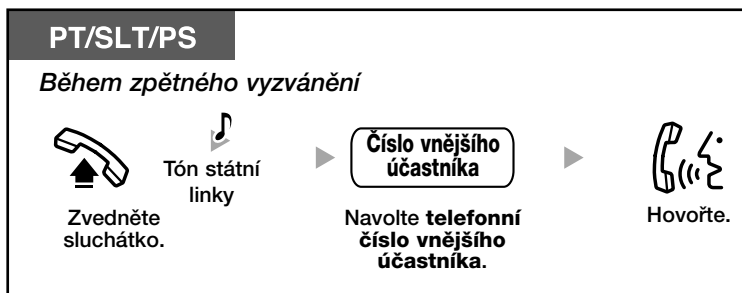 PT/SLT/PS
Během zpětného vyzvánění
Zvedněte
sluchátko.
Tón státní
linky
Číslo vnějšího
účastníka
Navolte telefonní
číslo vnějšího
účastníka.
Hovořte.